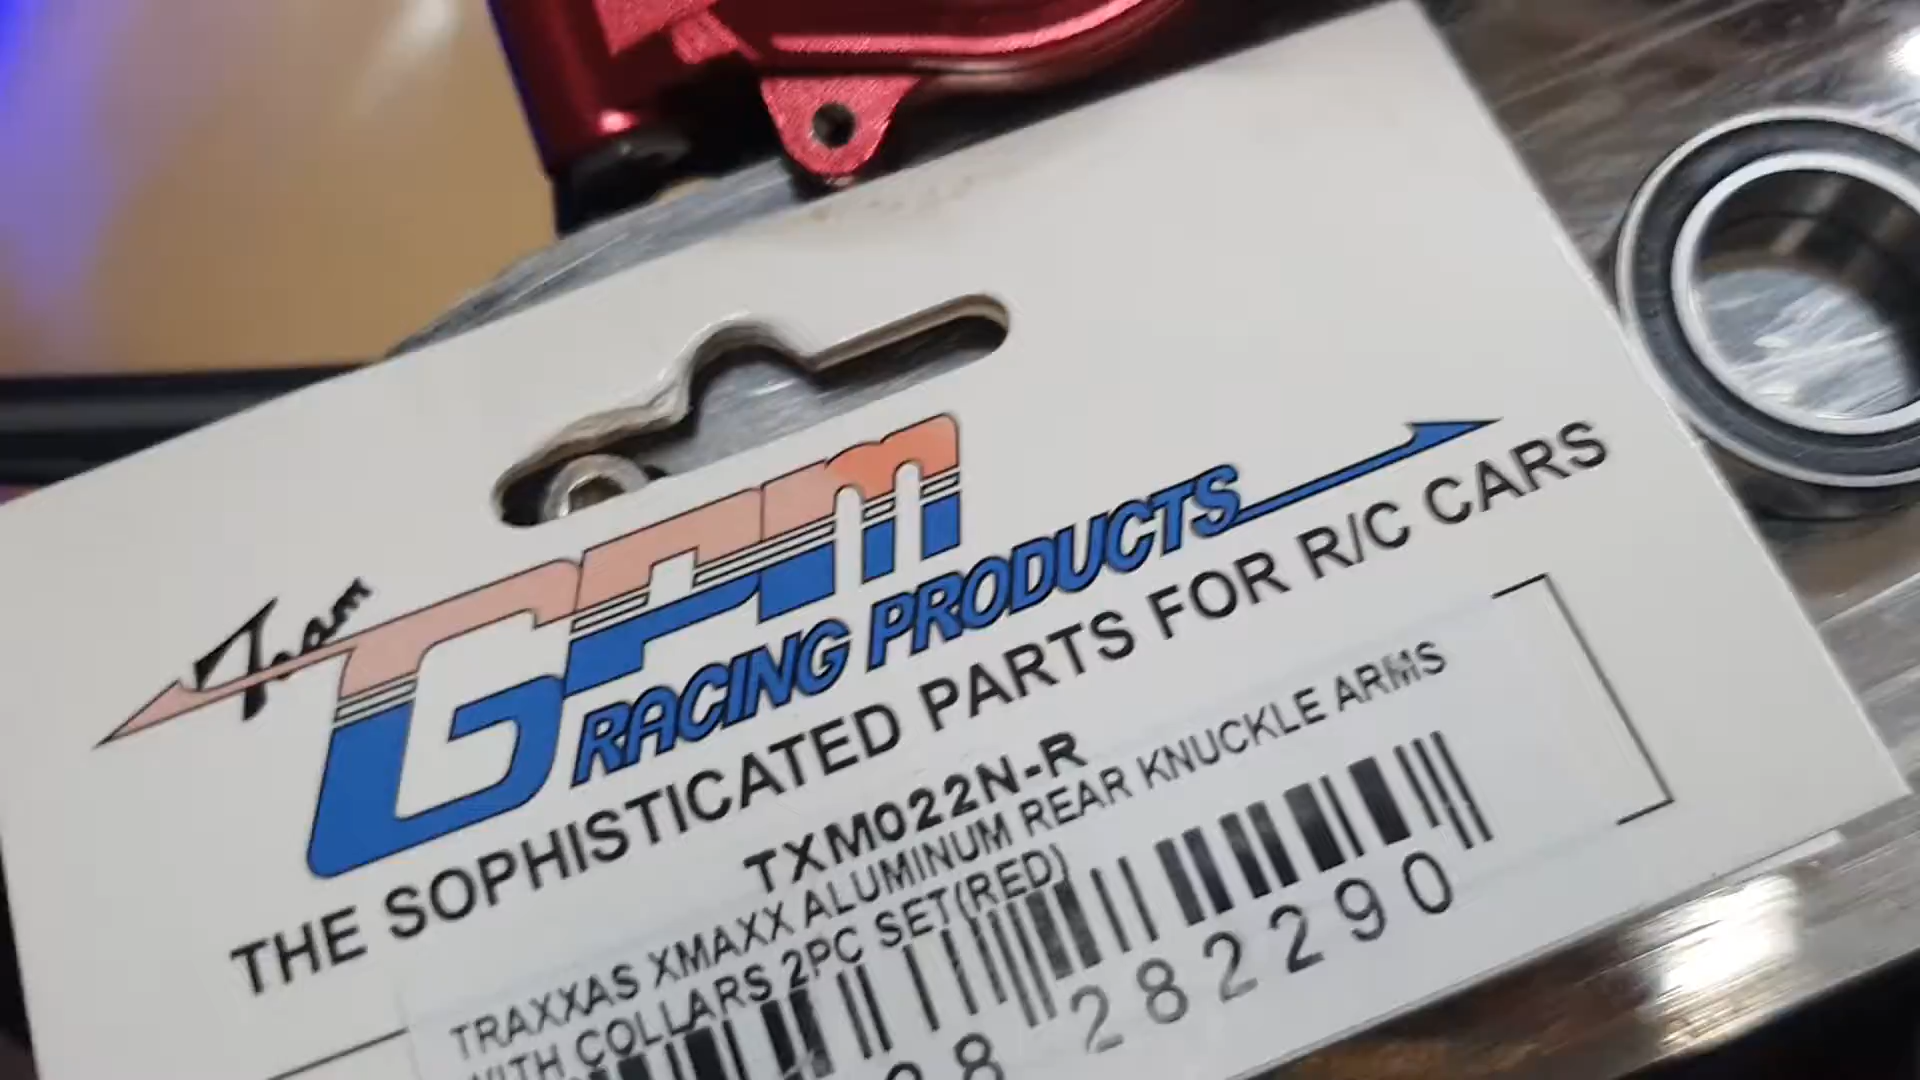 Team
GPM
RACING PRODUCTS
THE SOPHISTICATED PARTS FOR R/C CARS
TXM022N-R
TRAXXAS XMAXX ALUMINUM REAR KNUCKLE ARMS
WITH COLLARS 2PC SET(RED)
282290